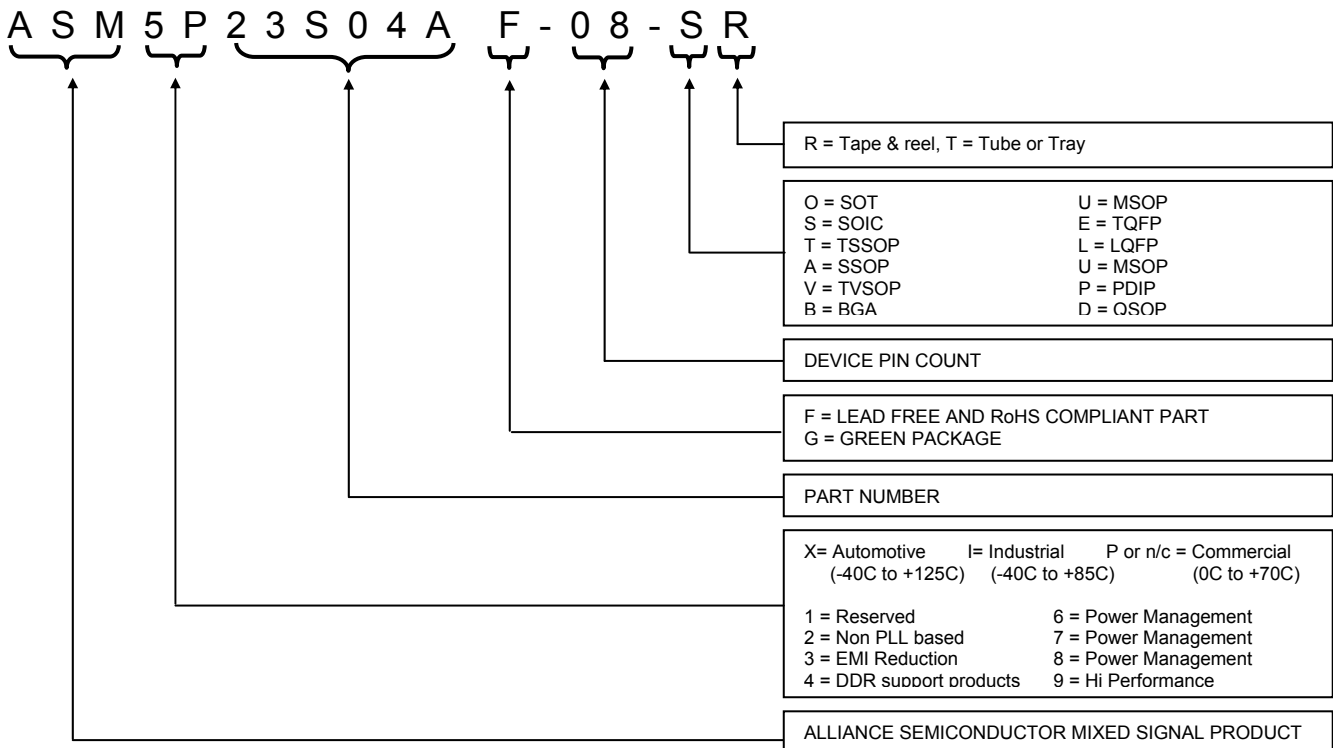 A S M 5 P 2 3 S 0 4 A F - 0 8 - S R
R = Tape & reel, T = Tube or Tray
O = SOT U = MSOP
S = SOIC E = TQFP
T = TSSOP L = LQFP
A = SSOP U = MSOP
V = TVSOP P = PDIP
B = BGA D = QSOP
DEVICE PIN COUNT
F = LEAD FREE AND RoHS COMPLIANT PART
G = GREEN PACKAGE
PART NUMBER
X= Automotive I= Industrial P or n/c = Commercial
(-40C to +125C) (-40C to +85C) (0C to +70C)
1 = Reserved 6 = Power Management
2 = Non PLL based 7 = Power Management
3 = EMI Reduction 8 = Power Management
4 = DDR support products 9 = Hi Performance
ALLIANCE SEMICONDUCTOR MIXED SIGNAL PRODUCT